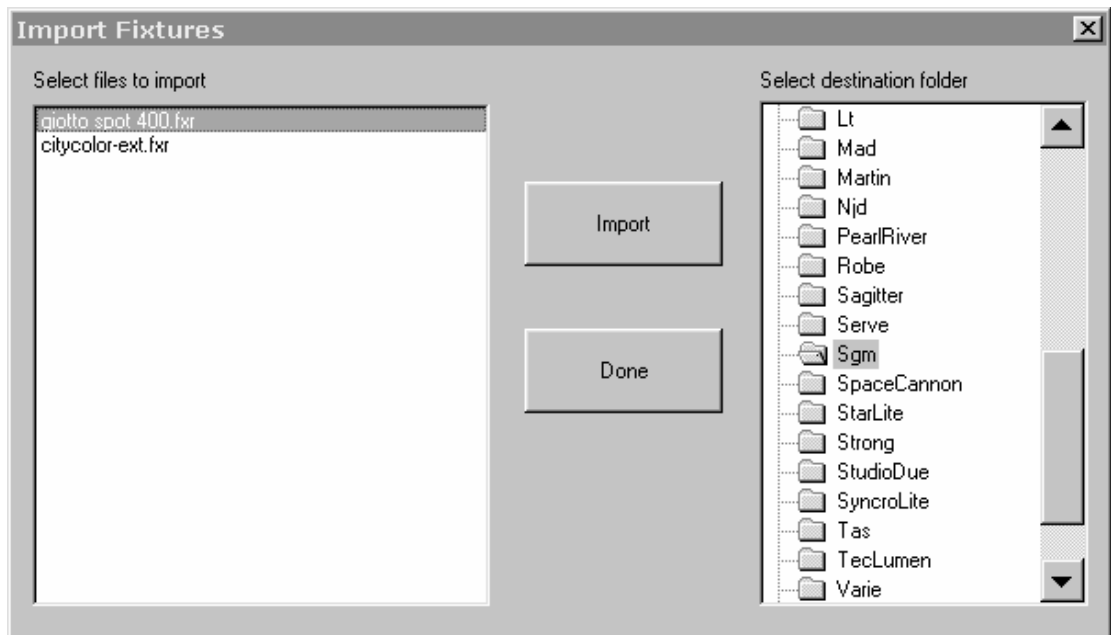 Import Fixtures
Select files to import
giotto spot 400.fxr
citycolor-ext.fxr
Import
Done
Select destination folder
Lt
Mad
Martin
Njd
PearlRiver
Robe
Sagitter
Serve
Sgm
SpaceCannon
StarLite
Strong
StudioDue
SyncroLite
Tas
TecLumen
Varie